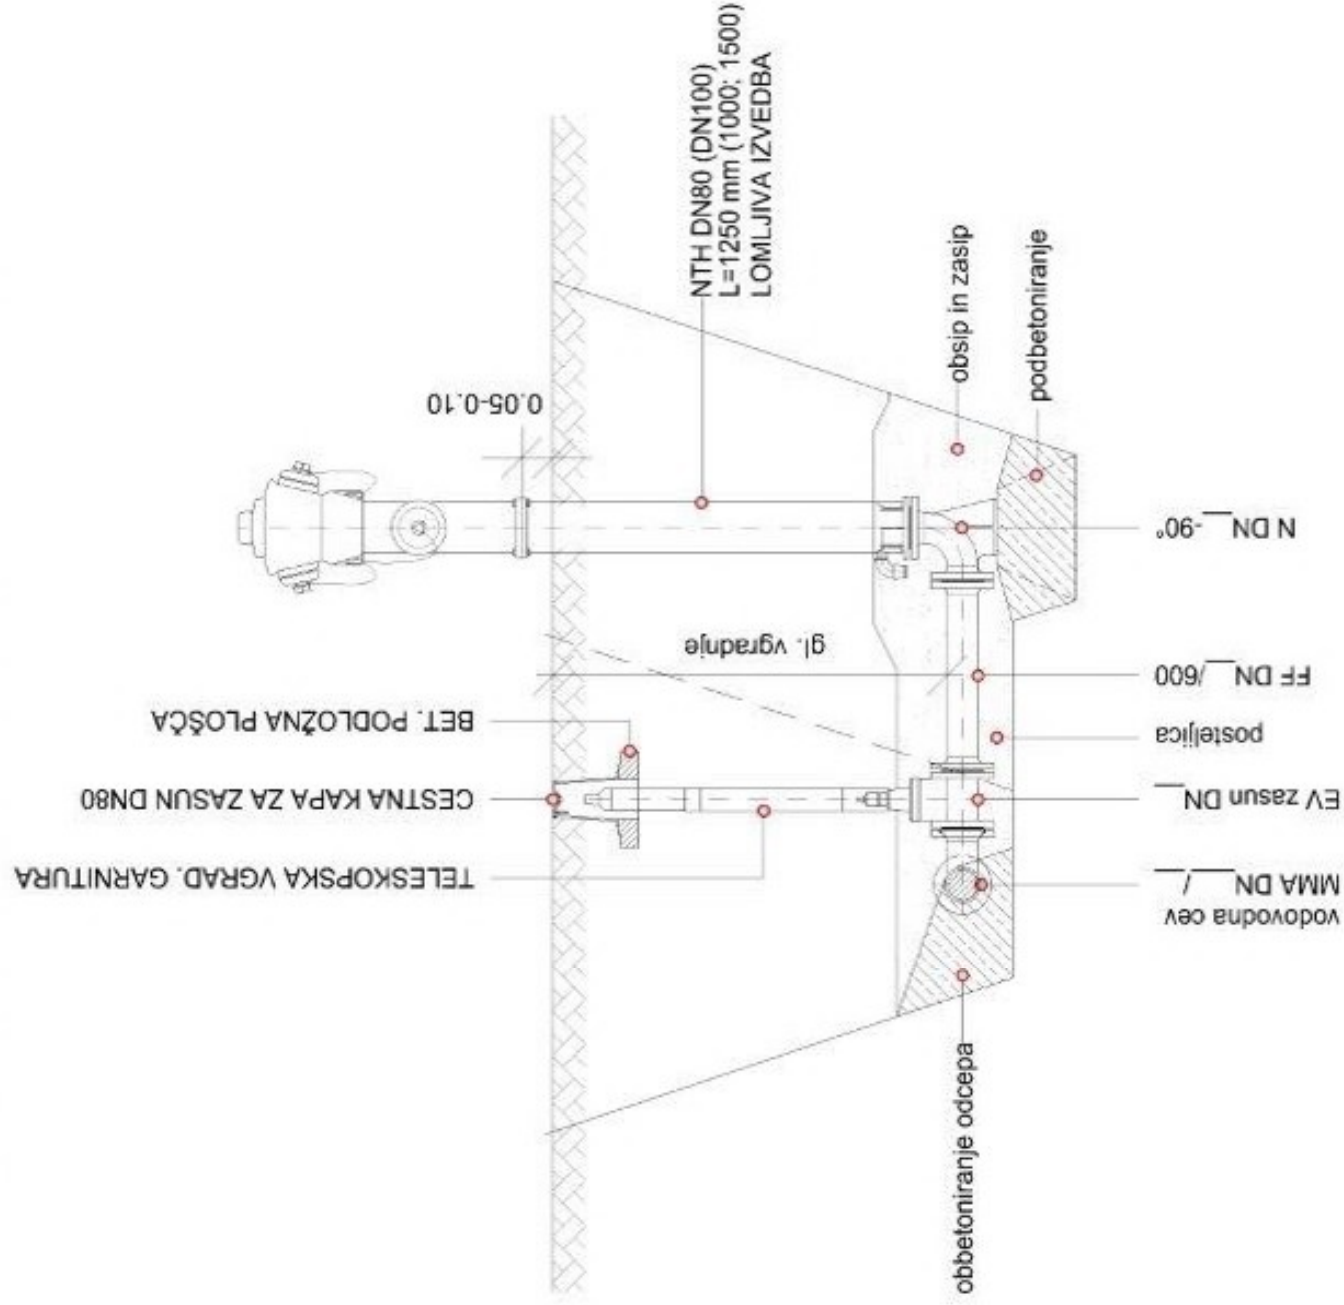 NTH DN80 (DN100)
L=1250 mm (1000; 1500)
LOMLJIVA IZVEDBA
0.05-0.10
obsip in zasip
podbetoniranje
N DN__-90°
gl. vgradnje
FF DN__/600
posteljica
BET. PODLOŽNA PLOŠČA
CESTNA KAPA ZA ZASUN DN80
EV zasun DN__
TELESKOPSKA VGRAD. GARNITURA
MMA DN___/__
vodovodna cev
obbetoniranje odcepa